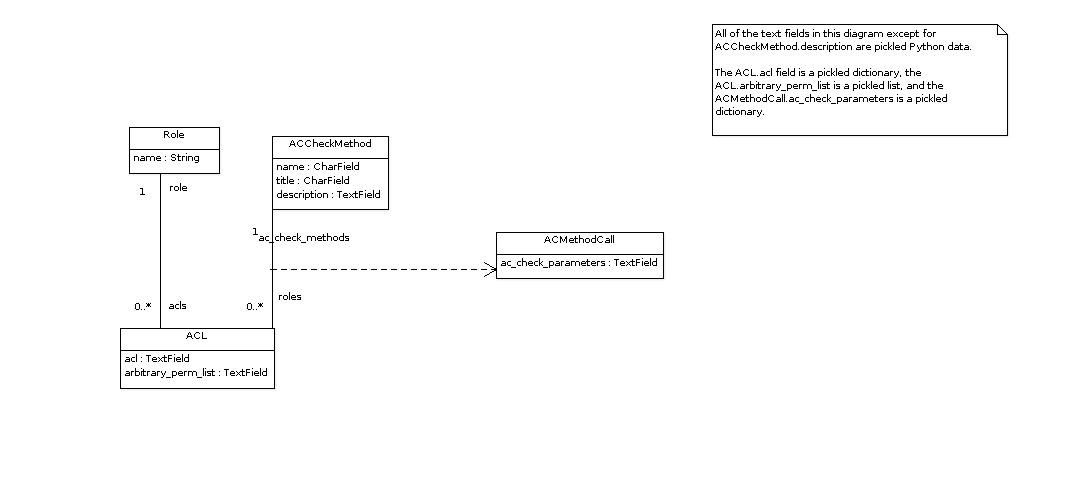 All of the text fields in this diagram except for
ACCheckMethod.description are pickled Python data.
The ACL.acl field is a pickled dictionary, the
ACL.arbitrary_perm_list is a pickled list, and the
ACMethodCall.ac_check_parameters is a pickled
dictionary.
Role
name : String
ACCheckMethod
name : CharField
title : CharField
description : TextField
1
role
1
ac_check_methods
ACMethodCall
ac_check_parameters : TextField
roles
0..*
acls
0..*
ACL
acl : TextField
arbitrary_perm_list : TextField